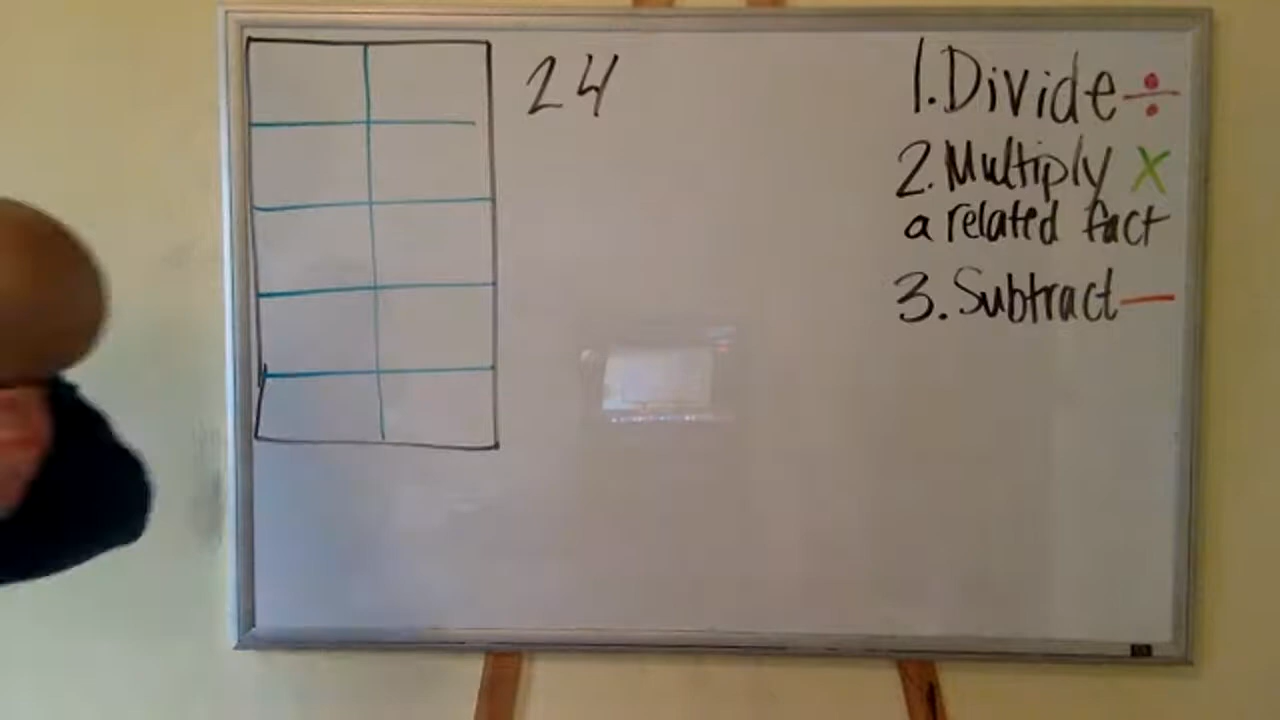 24
1. Divide ÷
2. Multiply X
a related fact
3. Subtract —